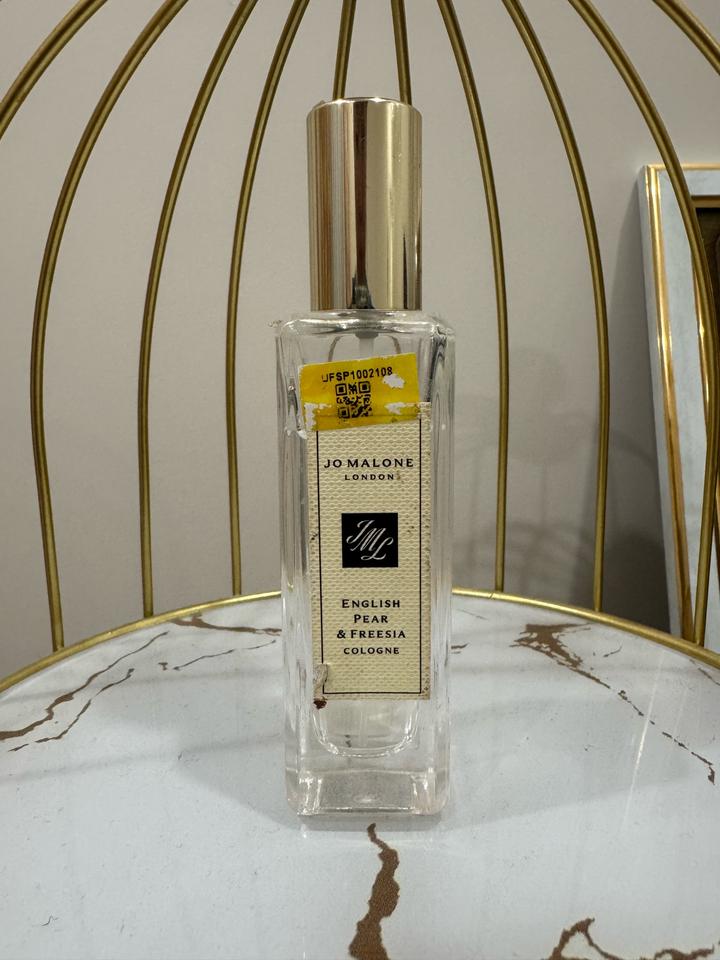 UFSP1002108
JO MALONE
LONDON
JML
ENGLISH
PEAR
& FREESIA
COLOGNE